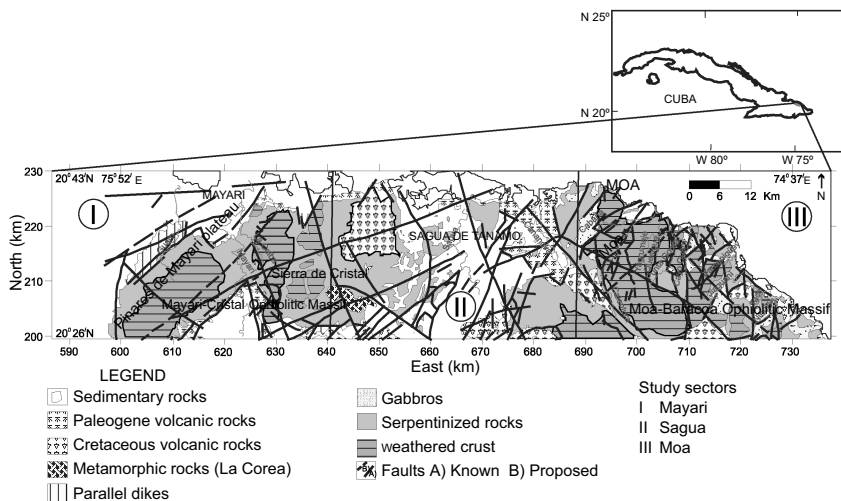 N 25º
N 20º
CUBA
W 80º W 75º
230
220
210
200
North (km)
20º43'N 75º52' E
74º37'E
N
MAYARI
MOA
0 6 12 Km
I
II
III
SAGUA DE TANAMO
Pinares de Mayari plateau
Sierra de Cristal
Mayari-Cristal Ophiolitic Massif
Moa-Baracoa Ophiolitic Massif
20º26'N
590 600 610 620 630 640 650 660 670 680 690 700 710 720 730
East (km)
LEGEND
Sedimentary rocks
Paleogene volcanic rocks
Cretaceous volcanic rocks
Metamorphic rocks (La Corea)
Parallel dikes
Gabbros
Serpentinized rocks
weathered crust
Faults A) Known B) Proposed
Study sectors
I Mayari
II Sagua
III Moa